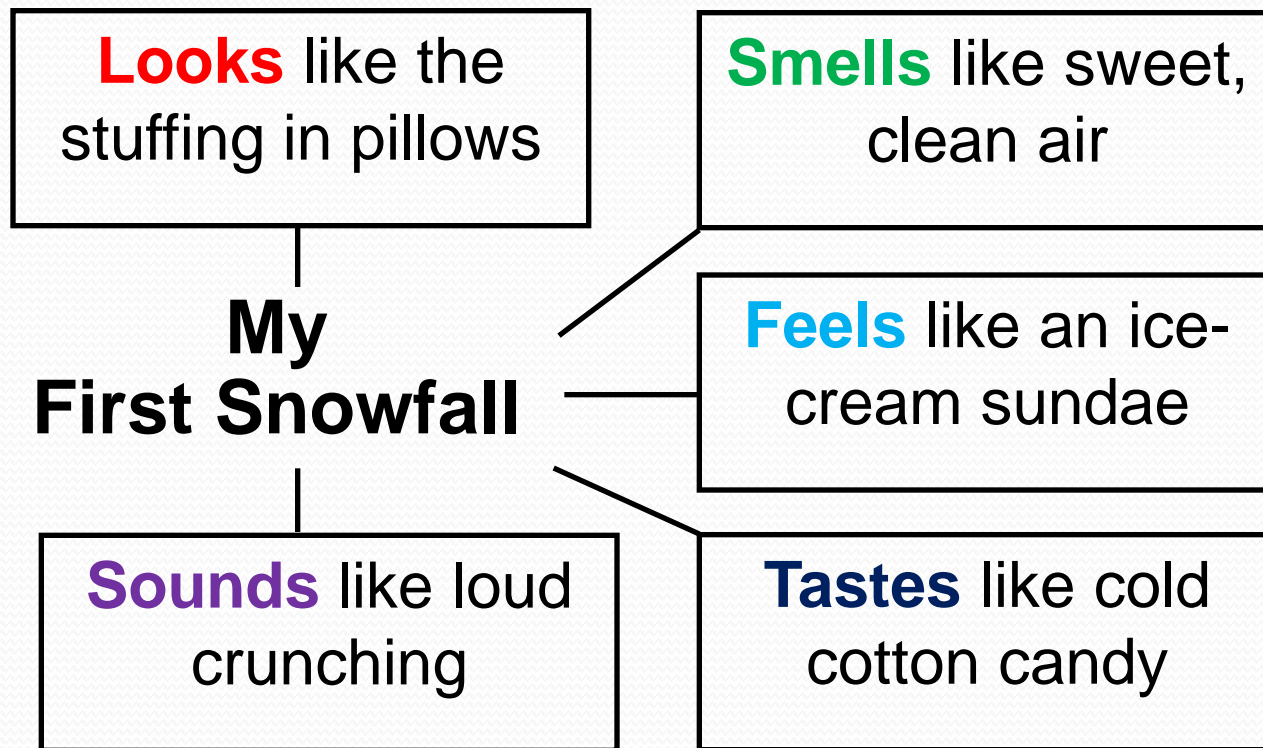 Looks like the
stuffing in pillows
Smells like sweet,
clean air
My
First Snowfall
Feels like an ice-
cream sundae
Sounds like loud
crunching
Tastes like cold
cotton candy